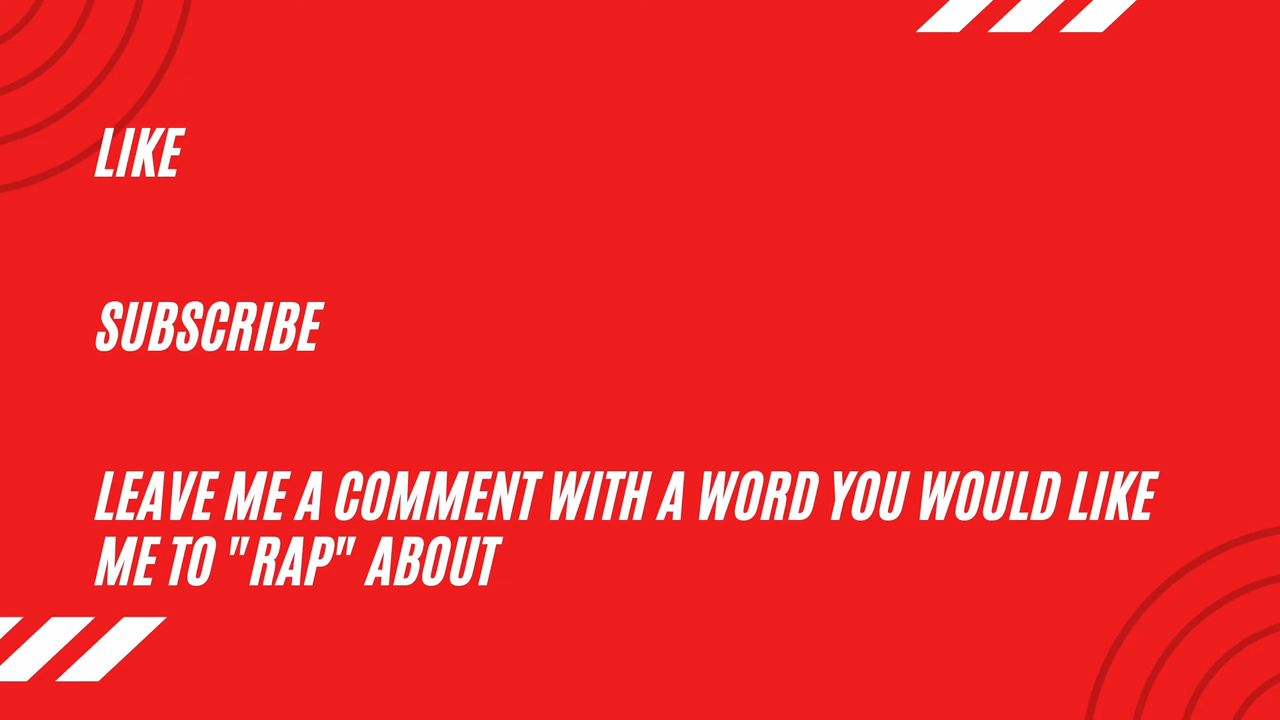 LIKE
SUBSCRIBE
LEAVE ME A COMMENT WITH A WORD YOU WOULD LIKE
ME TO "RAP" ABOUT